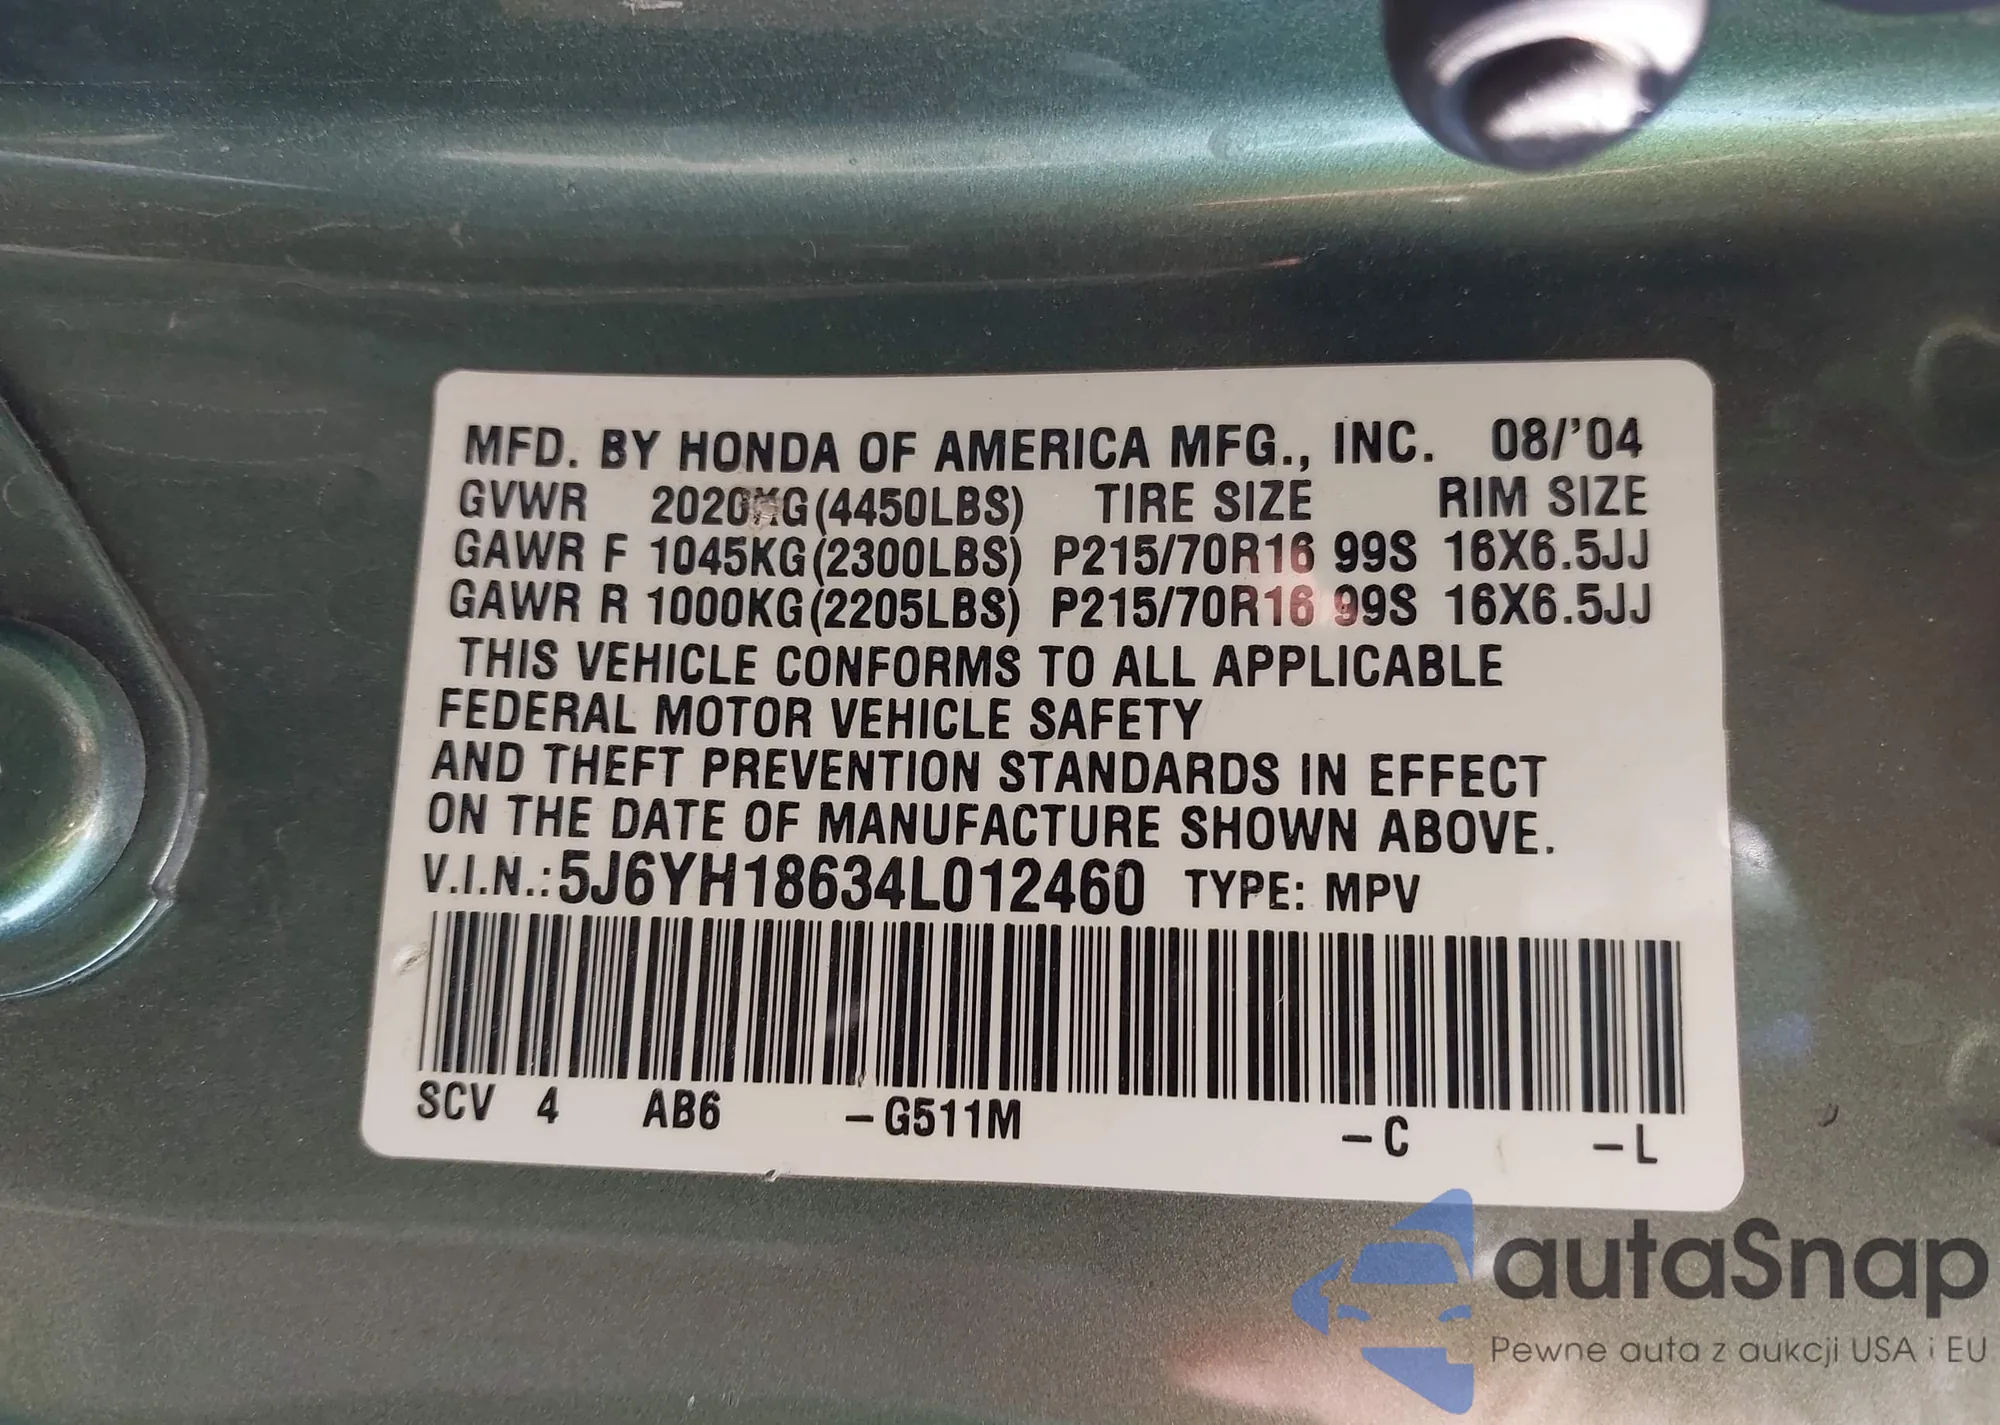 MFD. BY HONDA OF AMERICA MFG., INC. 08/'04
GVWR 2020KG(4450LBS) TIRE SIZE RIM SIZE
GAWR F 1045KG(2300LBS) P215/70R16 99S 16X6.5JJ
GAWR R 1000KG(2205LBS) P215/70R16 99S 16X6.5JJ
THIS VEHICLE CONFORMS TO ALL APPLICABLE
FEDERAL MOTOR VEHICLE SAFETY
AND THEFT PREVENTION STANDARDS IN EFFECT
ON THE DATE OF MANUFACTURE SHOWN ABOVE.
V.I.N.:5J6YH18634L012460 TYPE: MPV
SCV 4 AB6 –G511M –C –L
autaSnap
Pewne auta z aukcji USA i EU